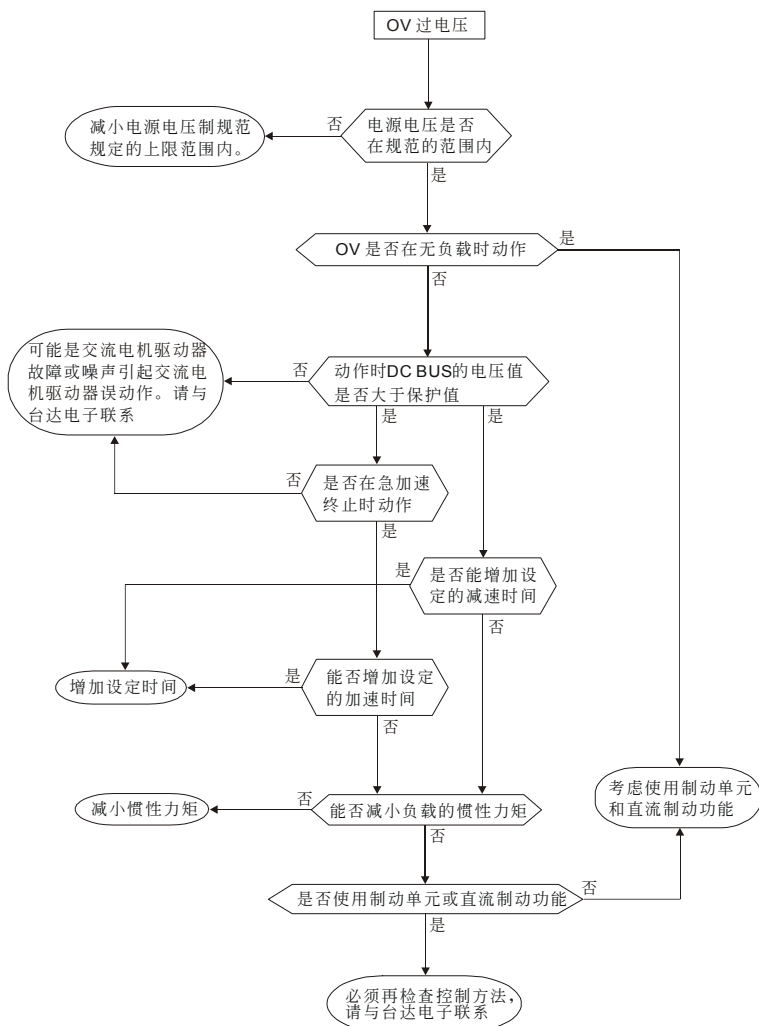 OV 过电压
否
减小电源电压制规范
规定的上限范围内。
电源电压是否
在规范的范围内
是
OV 是否在无负载时动作
是
否
可能是交流电机驱动器
故障或噪声引起交流电
机驱动器误动作。请与
台达电子联系
否
动作时DC BUS的电压值
是否大于保护值
是
是
否
是否在急加速
终止时动作
是
是
是否能增加设
定的减速时间
否
增加设定时间
是
能否增加设定
的加速时间
否
减小惯性力矩
否
能否减小负载的惯性力矩
考虑使用制动单元
和直流制动功能
否
是否使用制动单元或直流制动功能
否
是
必须再检查控制方法,
请与台达电子联系